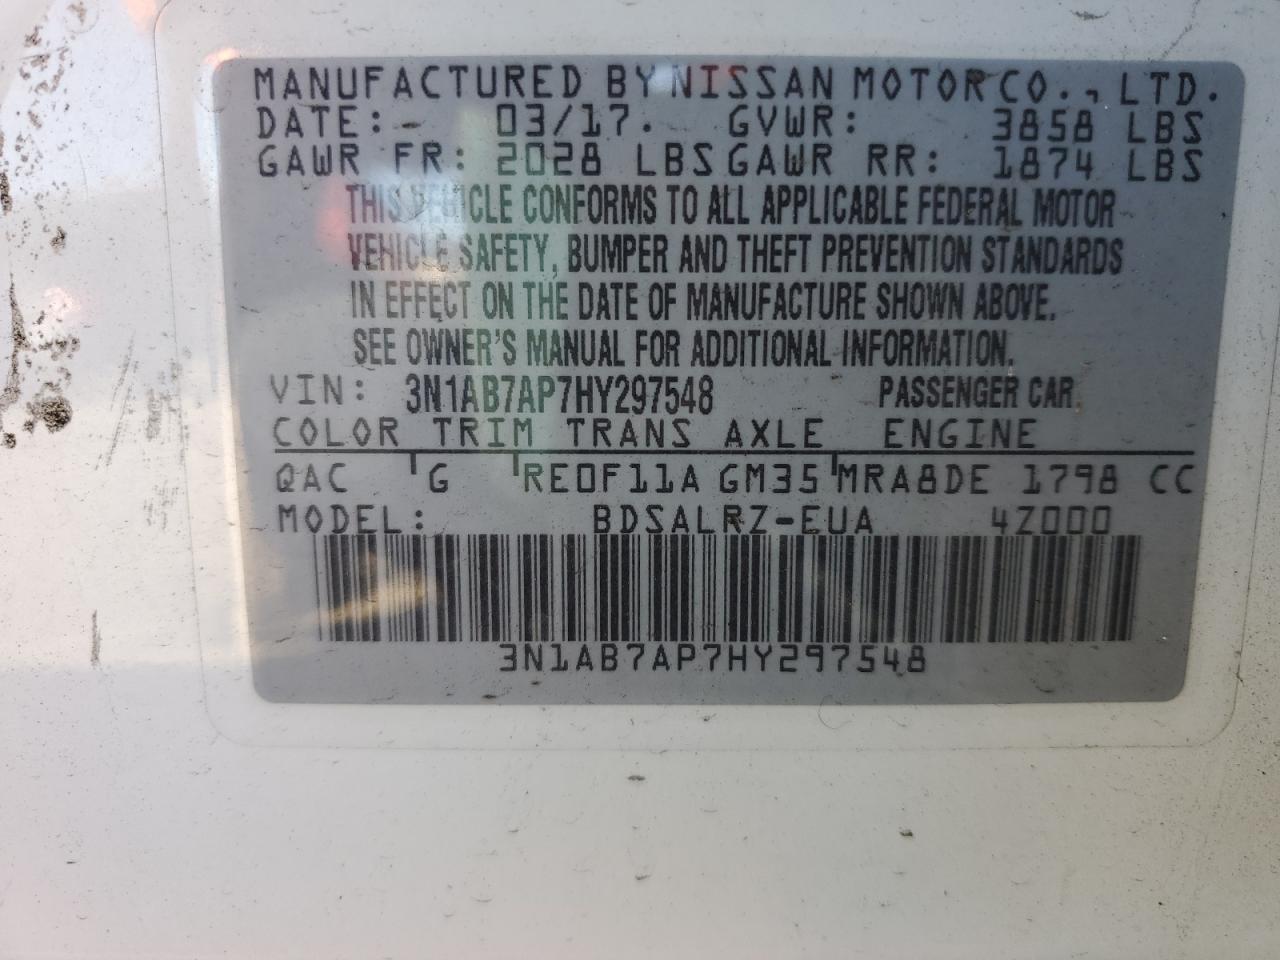 MANUFACTURED BY NISSAN MOTOR CO., LTD.
DATE: 03/17. GVWR: 3858 LBS
GAWR FR: 2028 LBS GAWR RR: 1874 LBS
THIS VEHICLE CONFORMS TO ALL APPLICABLE FEDERAL MOTOR
VEHICLE SAFETY, BUMPER AND THEFT PREVENTION STANDARDS
IN EFFECT ON THE DATE OF MANUFACTURE SHOWN ABOVE.
SEE OWNER'S MANUAL FOR ADDITIONAL INFORMATION.
VIN: 3N1AB7AP7HY297548 PASSENGER CAR
COLOR TRIM TRANS AXLE ENGINE
QAC G RE0F11A GM35 MRA8DE 1798 CC
MODEL: BDSALRZ-EUA 4Z000
3N1AB7AP7HY297548